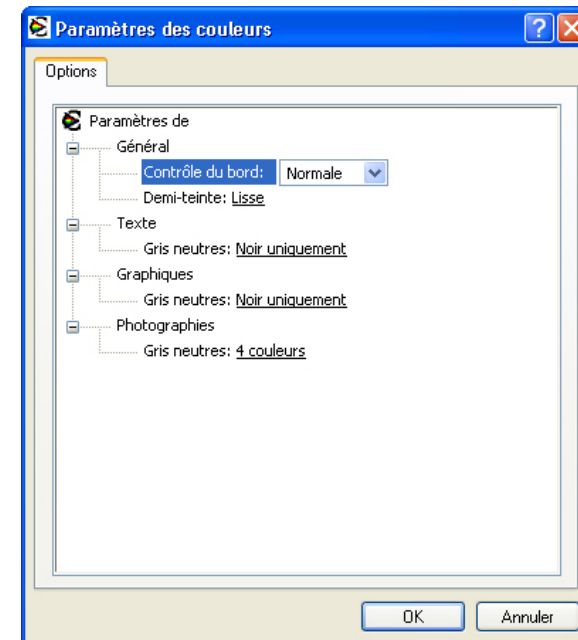 Paramètres des couleurs
Options
Paramètres de
Général
Contrôle du bord: Normale
Demi-teinte: Lisse
Texte
Gris neutres: Noir uniquement
Graphiques
Gris neutres: Noir uniquement
Photographies
Gris neutres: 4 couleurs
OK Annuler